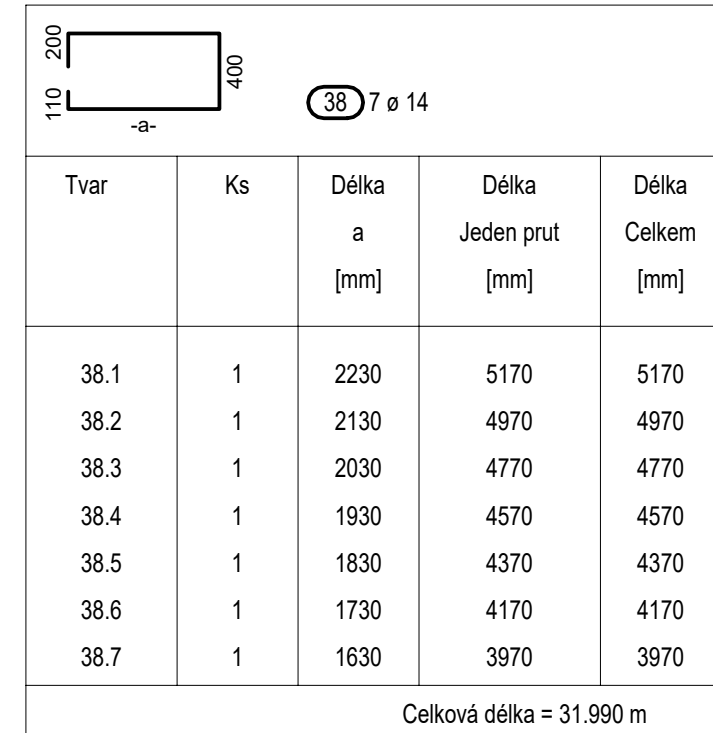 200
400
110
-a-
38 7 ø 14
Tvar Ks Délka Délka Délka
a Jeden prut Celkem
[mm] [mm] [mm]
38.1 1 2230 5170 5170
38.2 1 2130 4970 4970
38.3 1 2030 4770 4770
38.4 1 1930 4570 4570
38.5 1 1830 4370 4370
38.6 1 1730 4170 4170
38.7 1 1630 3970 3970
Celková délka = 31.990 m